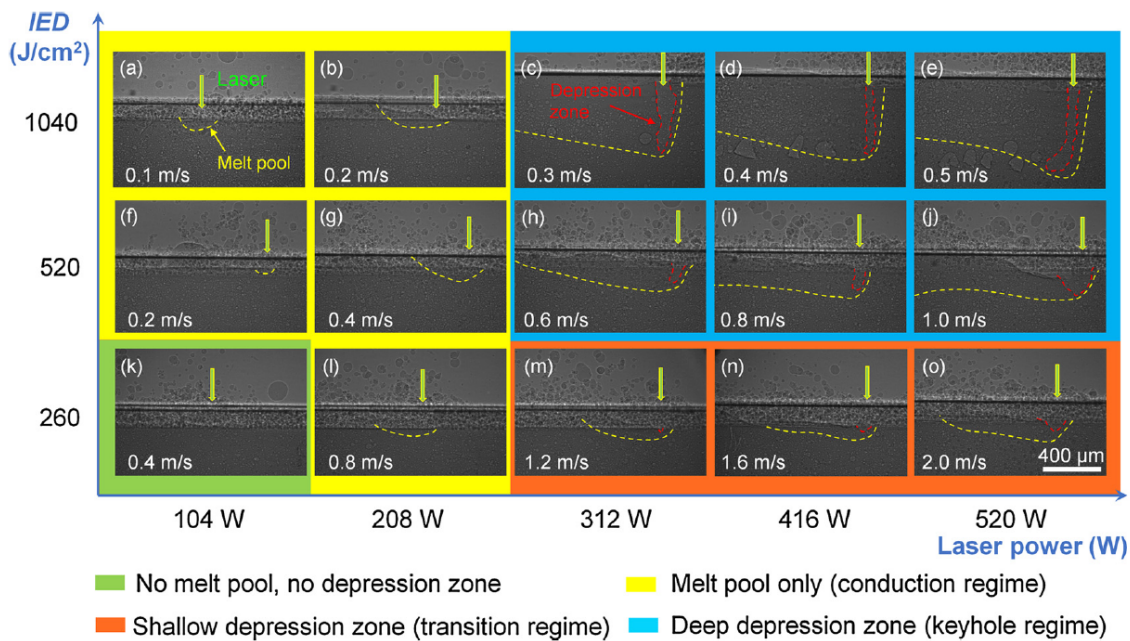 IED
(J/cm²)
(a)
Laser
Melt pool
0.1 m/s
(b)
0.2 m/s
(c)
Depression
zone
0.3 m/s
(d)
0.4 m/s
(e)
0.5 m/s
1040
(f)
0.2 m/s
(g)
0.4 m/s
(h)
0.6 m/s
(i)
0.8 m/s
(j)
1.0 m/s
520
(k)
0.4 m/s
(l)
0.8 m/s
(m)
1.2 m/s
(n)
1.6 m/s
(o)
2.0 m/s
400 μm
260
104 W
208 W
312 W
416 W
520 W
Laser power (W)
No melt pool, no depression zone
Melt pool only (conduction regime)
Shallow depression zone (transition regime)
Deep depression zone (keyhole regime)